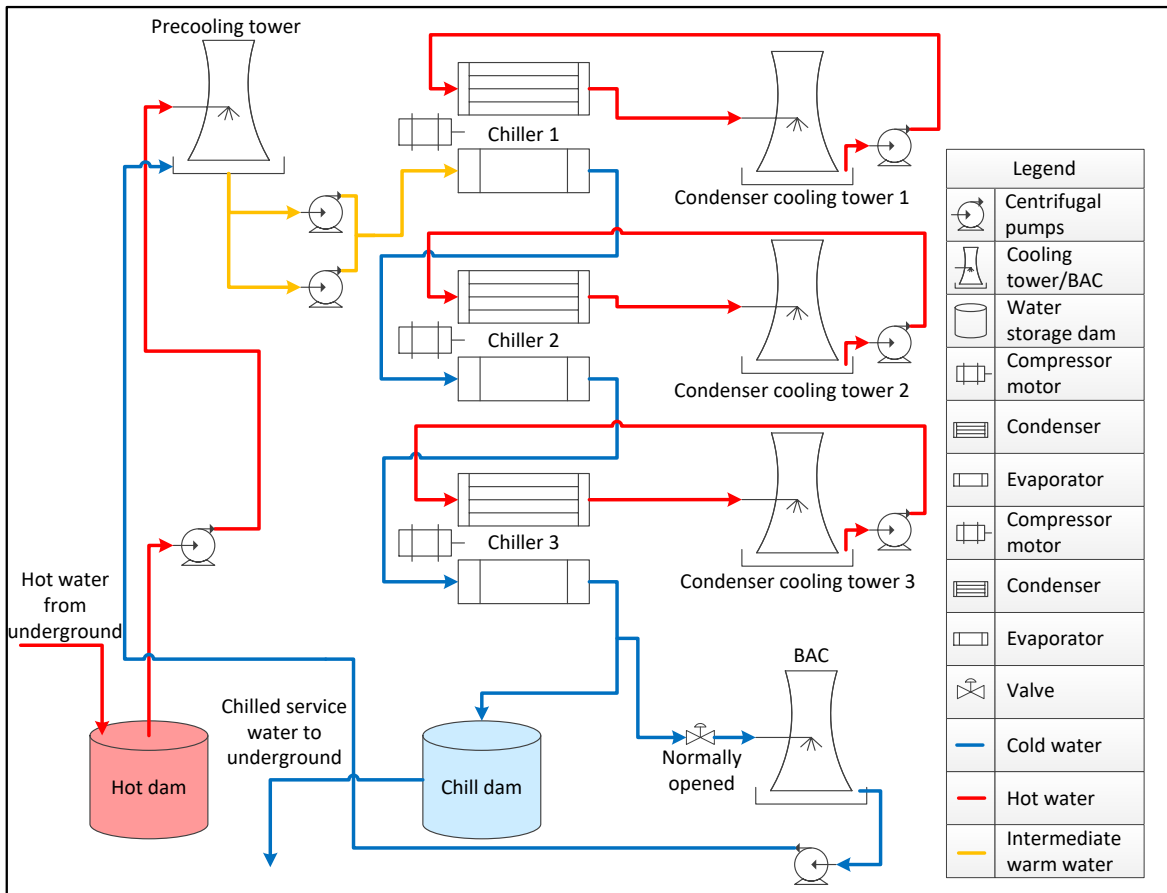 Precooling tower
Chiller 1
Condenser cooling tower 1
Chiller 2
Condenser cooling tower 2
Chiller 3
Condenser cooling tower 3
Hot water
from
underground
Hot dam
Chilled service
water to
underground
Chill dam
Normally
opened
BAC
Legend
Centrifugal
pumps
Cooling
tower/BAC
Water
storage dam
Compressor
motor
Condenser
Evaporator
Compressor
motor
Condenser
Evaporator
Valve
Cold water
Hot water
Intermediate
warm water